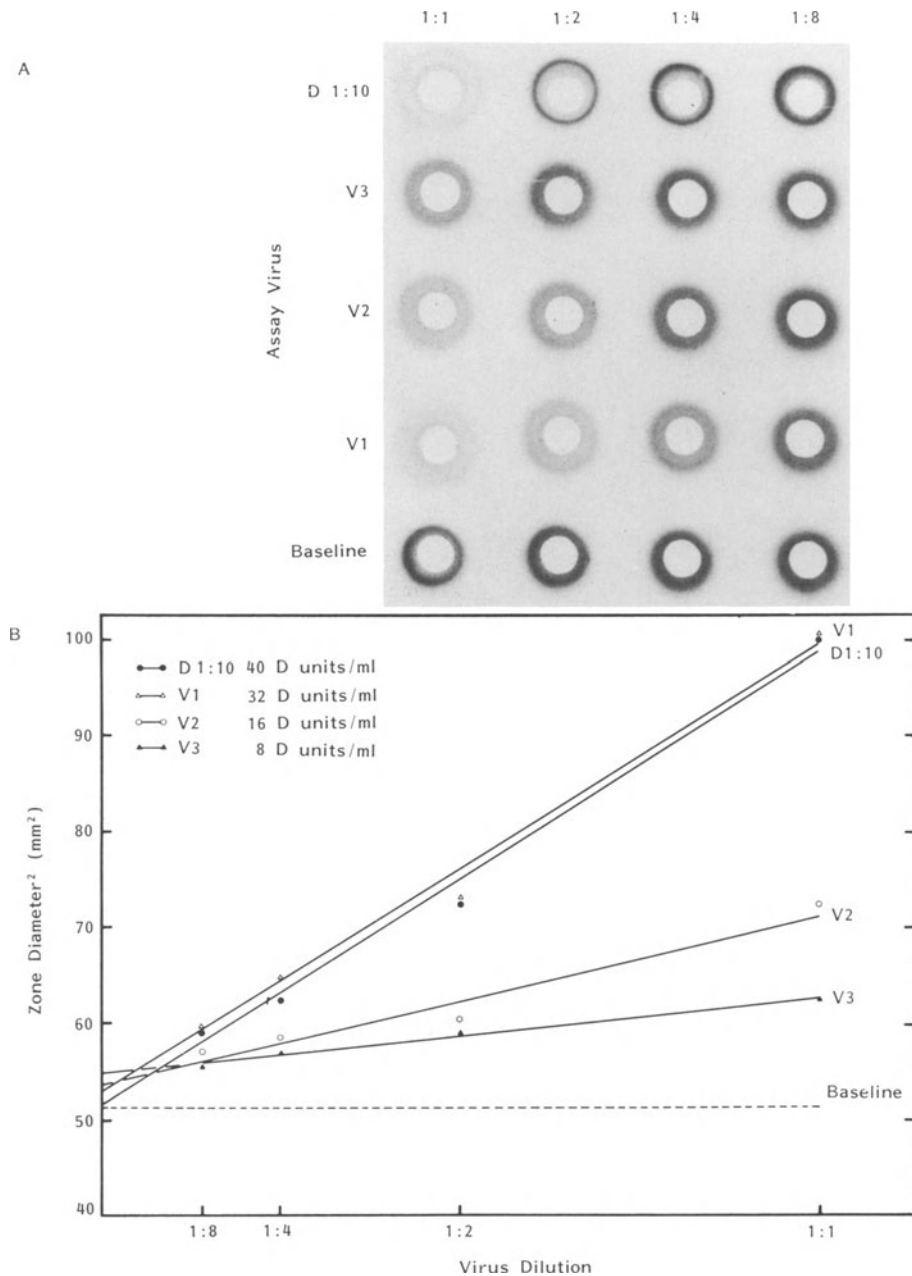 1:1 1:2 1:4 1:8
A
D 1:10
V3
V2
V1
Baseline
Assay Virus
B
100
90
80
70
60
50
40
Zone Diameter² (mm²)
D 1:10 40 D units/ml
V1 32 D units/ml
V2 16 D units/ml
V3 8 D units/ml
V1
D1:10
V2
V3
Baseline
1:8 1:4 1:2 1:1
Virus Dilution